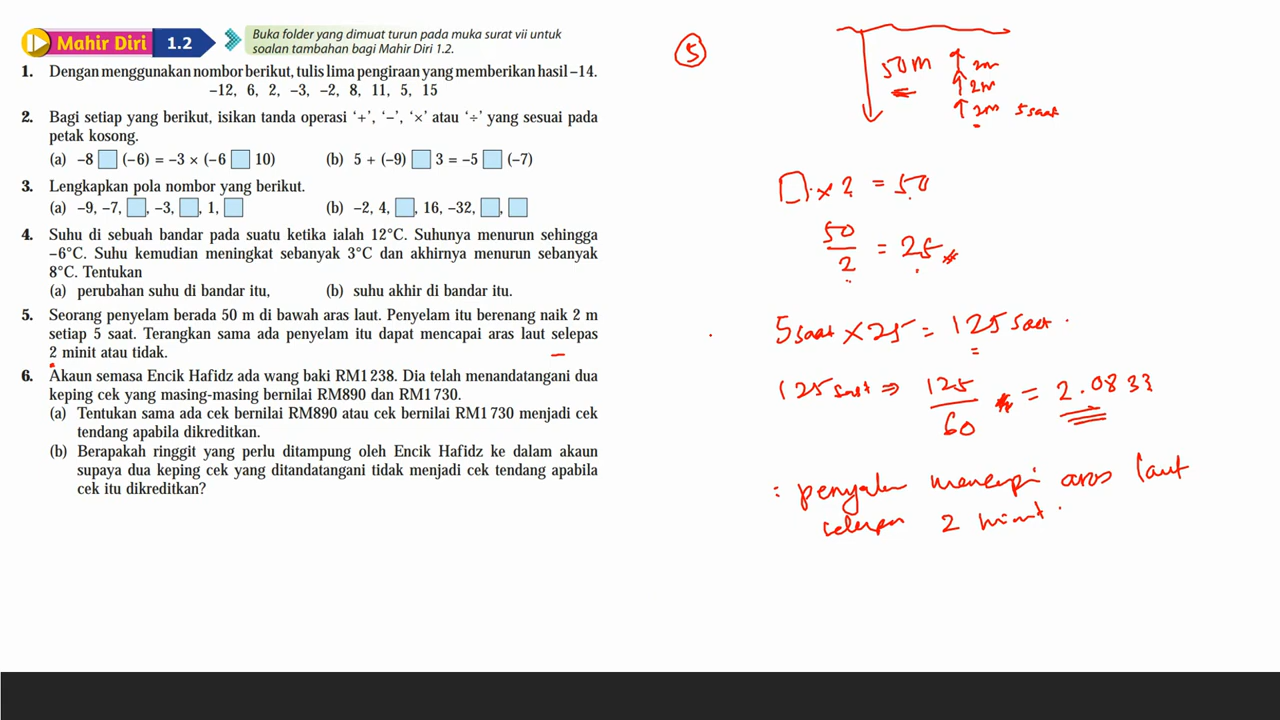 Mahir Diri 1.2
Buka folder yang dimuat turun pada muka surat vii untuk
soalan tambahan bagi Mahir Diri 1.2.
1. Dengan menggunakan nombor berikut, tulis lima pengiraan yang memberikan hasil –14.
–12, 6, 2, –3, –2, 8, 11, 5, 15
2. Bagi setiap yang berikut, isikan tanda operasi ‘+’, ‘–’, ‘×’ atau ‘÷’ yang sesuai pada
petak kosong.
(a) –8 □ (–6) = –3 × (–6 □ 10) (b) 5 + (–9) □ 3 = –5 □ (–7)
3. Lengkapkan pola nombor yang berikut.
(a) –9, –7, □, –3, □, 1, □ (b) –2, 4, □, 16, –32, □, □
4. Suhu di sebuah bandar pada suatu ketika ialah 12°C. Suhunya menurun sehingga
–6°C. Suhu kemudian meningkat sebanyak 3°C dan akhirnya menurun sebanyak
8°C. Tentukan
(a) perubahan suhu di bandar itu, (b) suhu akhir di bandar itu.
5. Seorang penyelam berada 50 m di bawah aras laut. Penyelam itu berenang naik 2 m
setiap 5 saat. Terangkan sama ada penyelam itu dapat mencapai aras laut selepas
2 minit atau tidak.
6. Akaun semasa Encik Hafidz ada wang baki RM1 238. Dia telah menandatangani dua
keping cek yang masing-masing bernilai RM890 dan RM1 730.
(a) Tentukan sama ada cek bernilai RM890 atau cek bernilai RM1 730 menjadi cek
tendang apabila dikreditkan.
(b) Berapakah ringgit yang perlu ditampung oleh Encik Hafidz ke dalam akaun
supaya dua keping cek yang ditandatangani tidak menjadi cek tendang apabila
cek itu dikreditkan?
5
50 m
2m
2m
2m 5 saat
□ × 2 = 50
50/2 = 25
5 saat × 25 = 125 saat.
125 saat ⇒ 125/60 = 2.0833
aras laut
2 minit.